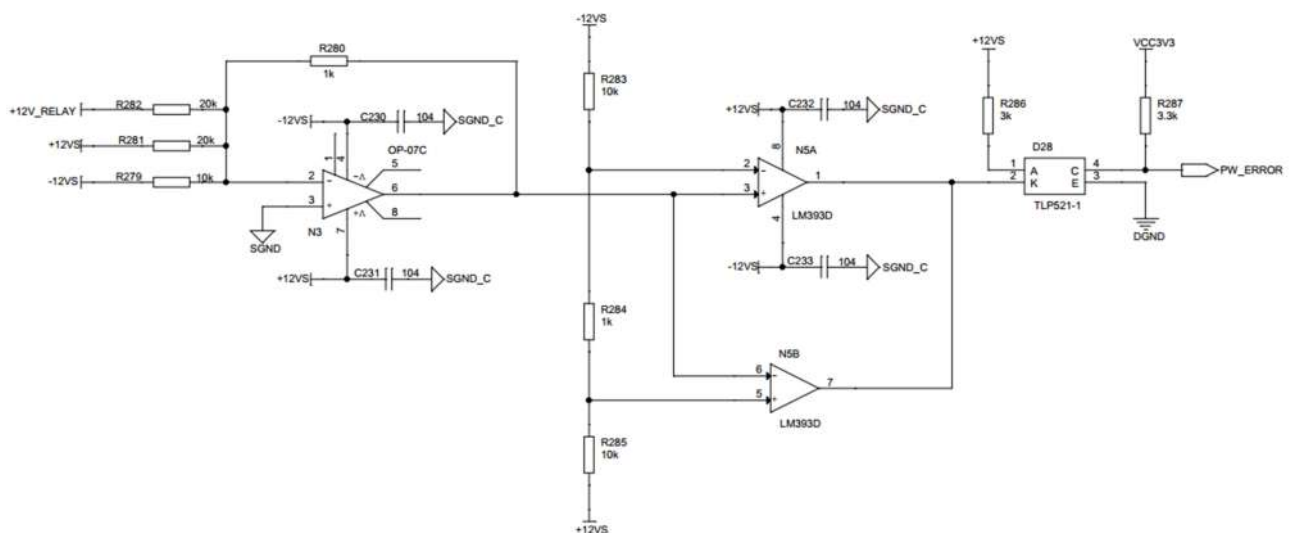 -12VS
R280
1k
+12VS
VCC3V3
R283
10k
+12V_RELAY
R282
20k
R281
20k
+12VS
-12VS
R279
10k
-12VS
C230
104
SGND_C
OP-07C
1
4
5
-V
2
-
6
3
+
+V
8
7
N3
SGND
+12VS
C231
104
SGND_C
+12VS
C232
104
SGND_C
8
N5A
2
-
3
+
1
4
LM393D
-12VS
C233
104
SGND_C
R286
3k
R287
3.3k
D28
1
A
C
4
2
K
E
3
TLP521-1
PW_ERROR
DGND
R284
1k
N5B
6
-
5
+
7
LM393D
R285
10k
+12VS